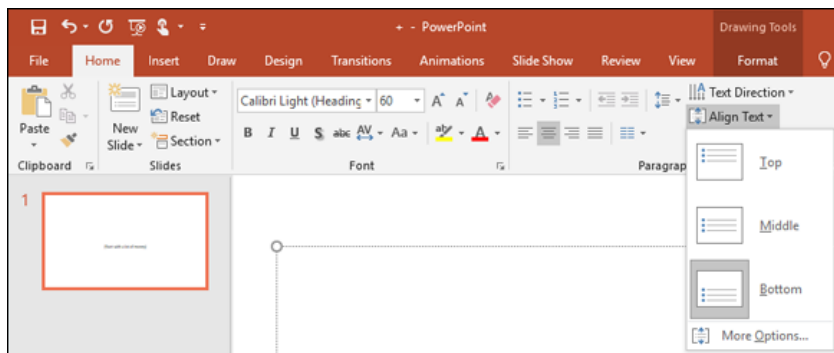 + - PowerPoint
Drawing Tools
File Home Insert Draw Design Transitions Animations Slide Show Review View Format
Paste
New Slide
Layout
Reset
Section
Calibri Light (Heading 60 A A
B I U S abc AV Aa ab A
Text Direction
Align Text
Clipboard Slides Font Paragrap
Top
Middle
Bottom
More Options...
1